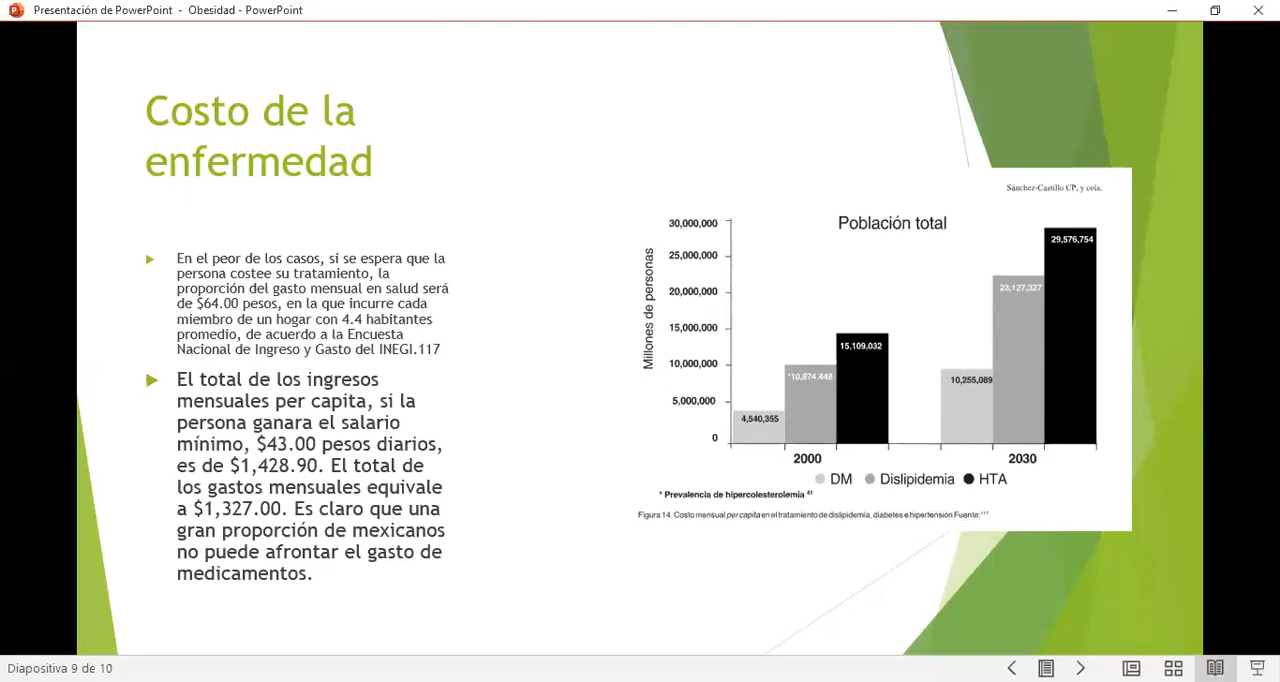 Presentación de PowerPoint - Obesidad - PowerPoint
Costo de la
enfermedad
En el peor de los casos, si se espera que la
persona costee su tratamiento, la
proporción del gasto mensual en salud será
de $64.00 pesos, en la que incurre cada
miembro de un hogar con 4.4 habitantes
promedio, de acuerdo a la Encuesta
Nacional de Ingreso y Gasto del INEGI.117
El total de los ingresos
mensuales per capita, si la
persona ganara el salario
mínimo, $43.00 pesos diarios,
es de $1,428.90. El total de
los gastos mensuales equivale
a $1,327.00. Es claro que una
gran proporción de mexicanos
no puede afrontar el gasto de
medicamentos.
Sánchez-Castillo CP, y cols.
Población total
Millones de personas
30,000,000
25,000,000
20,000,000
15,000,000
10,000,000
5,000,000
0
4,540,355
*10,874,448
15,109,032
10,255,089
23,127,327
29,576,754
2000
2030
DM Dislipidemia HTA
* Prevalencia de hipercolesterolemia 41
Figura 14. Costo mensual per capita en el tratamiento de dislipidemia, diabetes e hipertensión Fuente:117
Diapositiva 9 de 10